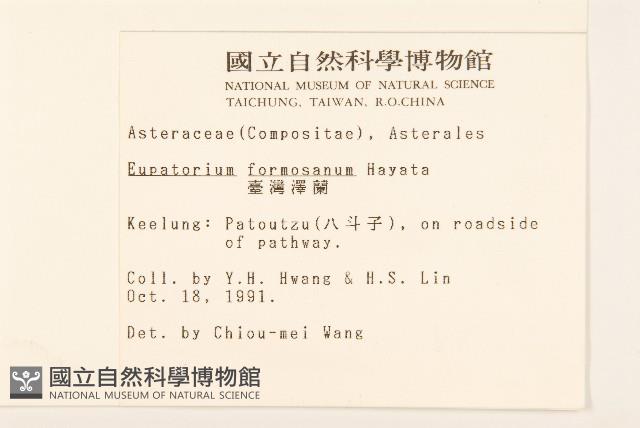 國立自然科學博物館
NATIONAL MUSEUM OF NATURAL SCIENCE
TAICHUNG, TAIWAN, R.O.CHINA
Asteraceae(Compositae), Asterales
Eupatorium formosanum Hayata
臺灣澤蘭
Keelung: Patoutzu(八斗子), on roadside
of pathway.
Coll. by Y.H. Hwang & H.S. Lin
Oct. 18, 1991.
Det. by Chiou-mei Wang
國立自然科學博物館
NATIONAL MUSEUM OF NATURAL SCIENCE